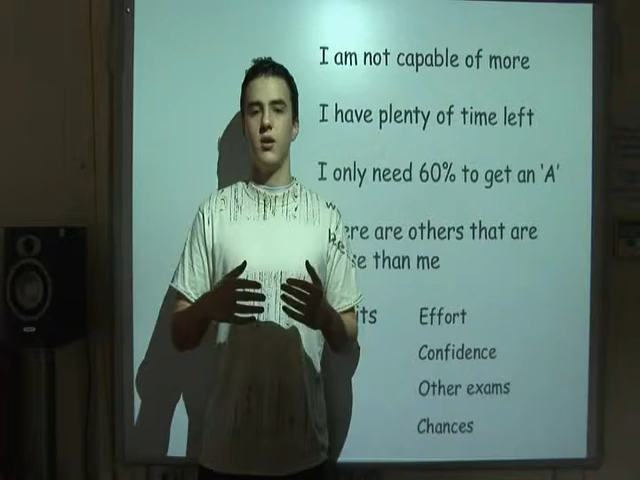 I am not capable of more
I have plenty of time left
I only need 60% to get an ‘A’
are others that are
than me
Effort
Confidence
Other exams
Chances